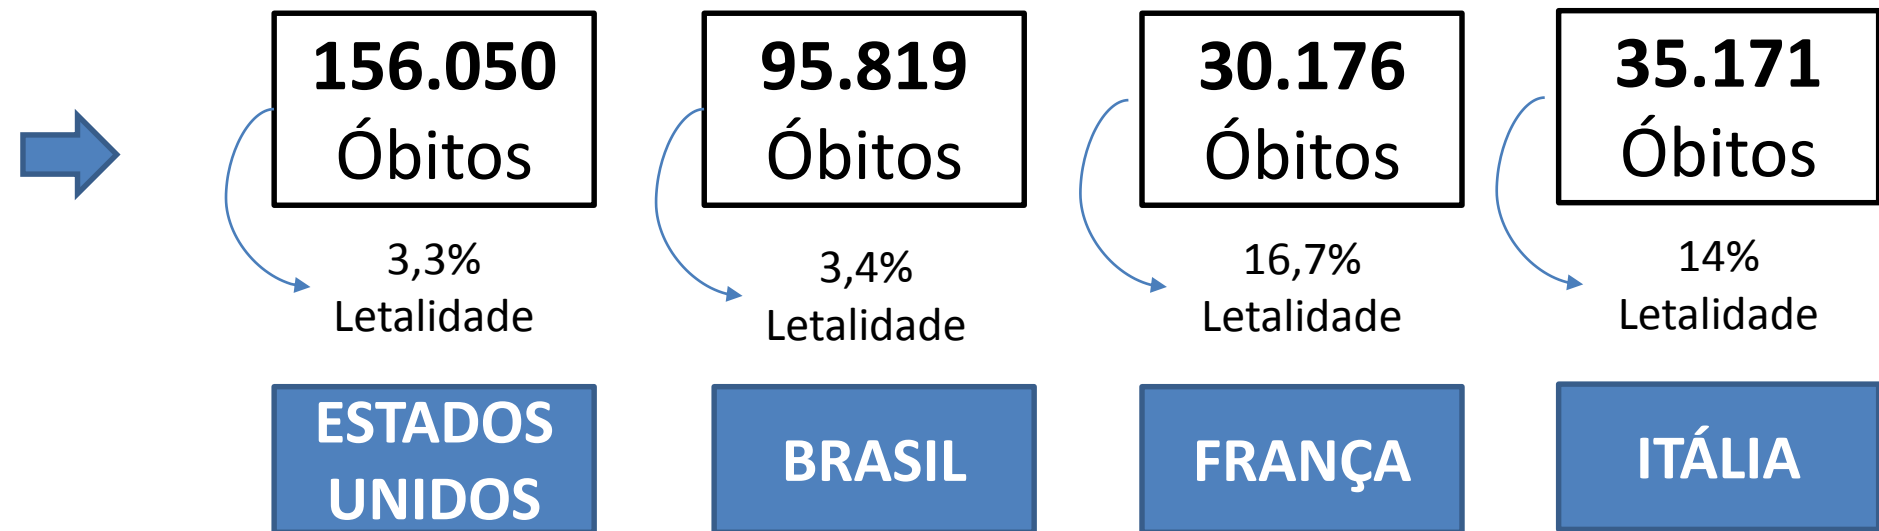 156.050
Óbitos
3,3%
Letalidade
ESTADOS
UNIDOS
95.819
Óbitos
3,4%
Letalidade
BRASIL
30.176
Óbitos
16,7%
Letalidade
FRANÇA
35.171
Óbitos
14%
Letalidade
ITÁLIA